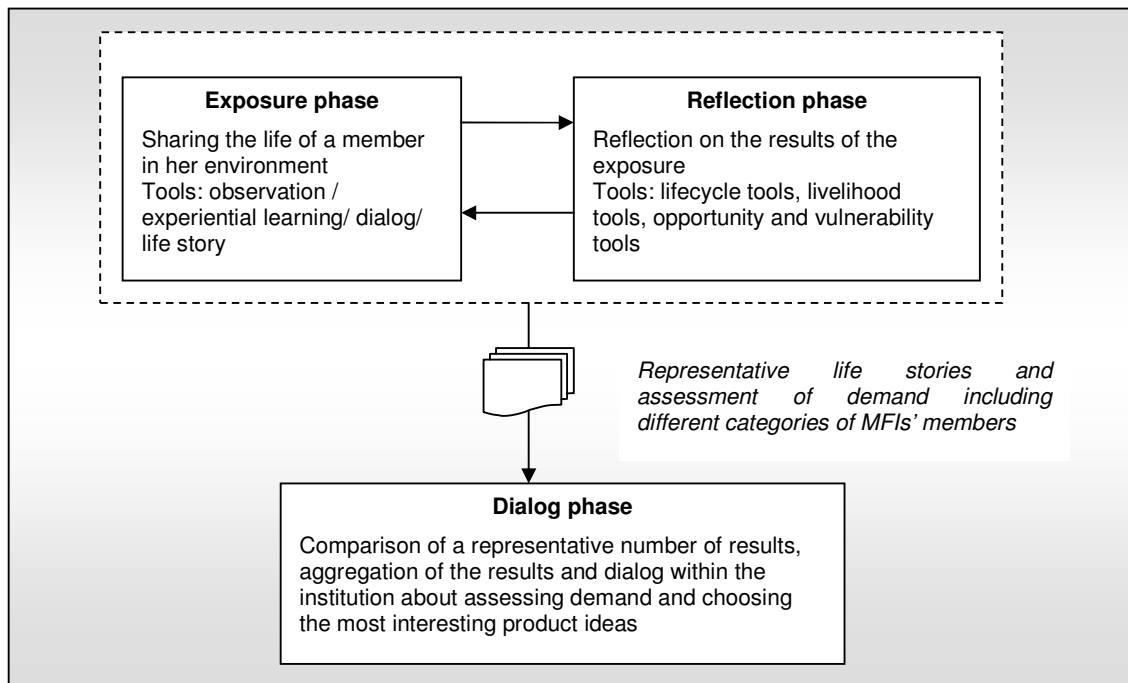 Exposure phase
Sharing the life of a member
in her environment
Tools: observation /
experiential learning/ dialog/
life story
Reflection phase
Reflection on the results of the
exposure
Tools: lifecycle tools, livelihood
tools, opportunity and vulnerability
tools
Representative life stories and
assessment of demand including
different categories of MFIs’ members
Dialog phase
Comparison of a representative number of results,
aggregation of the results and dialog within the
institution about assessing demand and choosing
the most interesting product ideas